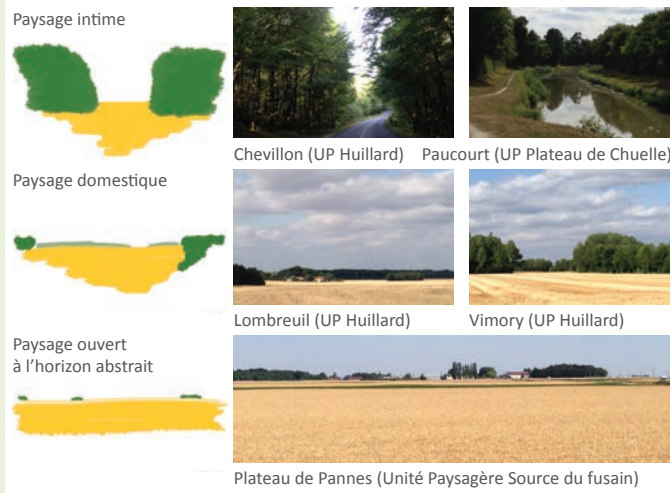 Paysage intime
Chevillon (UP Huillard)
Paucourt (UP Plateau de Chuelle)
Paysage domestique
Lombreuil (UP Huillard)
Vimory (UP Huillard)
Paysage ouvert
à l’horizon abstrait
Plateau de Pannes (Unité Paysagère Source du fusain)